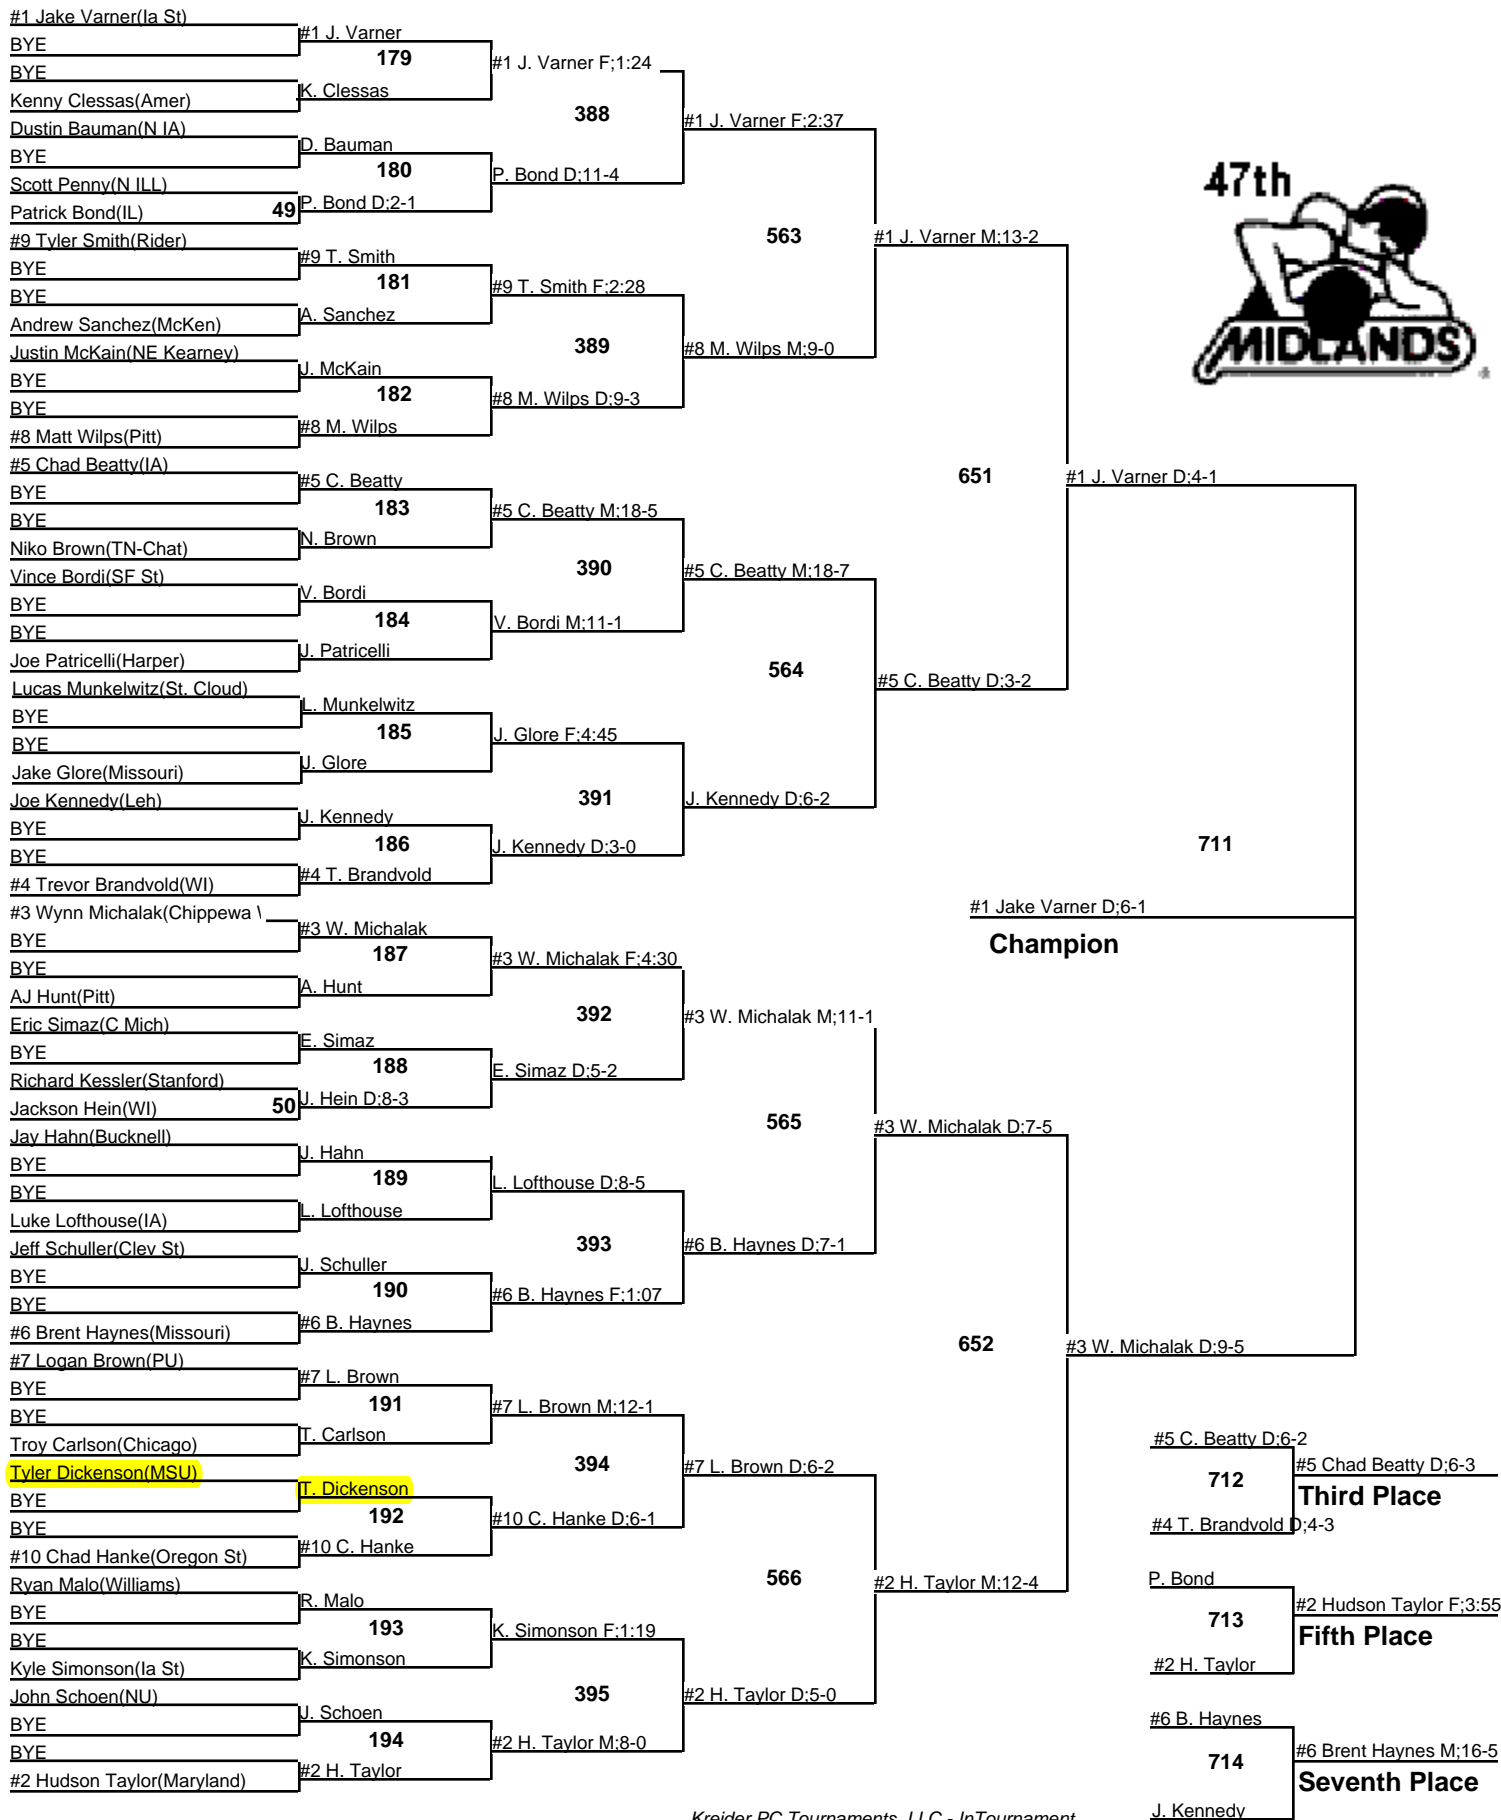 #1 Jake Varner(Ia St)
BYE
BYE
Kenny Clessas(Amer)
Dustin Bauman(N IA)
BYE
Scott Penny(N ILL)
Patrick Bond(IL)
49
#9 Tyler Smith(Rider)
BYE
BYE
Andrew Sanchez(McKen)
Justin McKain(NE Kearney)
BYE
BYE
#8 Matt Wilps(Pitt)
#5 Chad Beatty(IA)
BYE
BYE
Niko Brown(TN-Chat)
Vince Bordi(SF St)
BYE
BYE
Joe Patricelli(Harper)
Lucas Munkelwitz(St. Cloud)
BYE
BYE
Jake Glore(Missouri)
Joe Kennedy(Leh)
BYE
BYE
#4 Trevor Brandvold(WI)
#3 Wynn Michalak(Chippewa \
BYE
BYE
AJ Hunt(Pitt)
Eric Simaz(C Mich)
BYE
Richard Kessler(Stanford)
Jackson Hein(WI)
50
Jay Hahn(Bucknell)
BYE
BYE
Luke Lofthouse(IA)
Jeff Schuller(Clev St)
BYE
BYE
#6 Brent Haynes(Missouri)
#7 Logan Brown(PU)
BYE
BYE
Troy Carlson(Chicago)
Tyler Dickenson(MSU)
BYE
BYE
#10 Chad Hanke(Oregon St)
Ryan Malo(Williams)
BYE
BYE
Kyle Simonson(Ia St)
John Schoen(NU)
BYE
BYE
#2 Hudson Taylor(Maryland)
#1 J. Varner
179
K. Clessas
D. Bauman
180
P. Bond D;2-1
#9 T. Smith
181
A. Sanchez
J. McKain
182
#8 M. Wilps
#5 C. Beatty
183
N. Brown
V. Bordi
184
J. Patricelli
L. Munkelwitz
185
J. Glore
J. Kennedy
186
#4 T. Brandvold
#3 W. Michalak
187
A. Hunt
E. Simaz
188
J. Hein D;8-3
J. Hahn
189
L. Lofthouse
J. Schuller
190
#6 B. Haynes
#7 L. Brown
191
T. Carlson
T. Dickenson
192
#10 C. Hanke
R. Malo
193
K. Simonson
J. Schoen
194
#2 H. Taylor
#1 J. Varner F;1:24
388
P. Bond D;11-4
#9 T. Smith F;2:28
389
#8 M. Wilps D;9-3
#5 C. Beatty M;18-5
390
V. Bordi M;11-1
J. Glore F;4:45
391
J. Kennedy D;3-0
#3 W. Michalak F;4:30
392
E. Simaz D;5-2
L. Lofthouse D;8-5
393
#6 B. Haynes F;1:07
#7 L. Brown M;12-1
394
#10 C. Hanke D;6-1
K. Simonson F;1:19
395
#2 H. Taylor M;8-0
#1 J. Varner F;2:37
563
#8 M. Wilps M;9-0
#5 C. Beatty M;18-7
564
J. Kennedy D;6-2
#3 W. Michalak M;11-1
565
#6 B. Haynes D;7-1
#7 L. Brown D;6-2
566
#2 H. Taylor D;5-0
#1 J. Varner M;13-2
651
#5 C. Beatty D;3-2
#3 W. Michalak D;7-5
652
#2 H. Taylor M;12-4
47th
MIDLANDS
#1 J. Varner D;4-1
711
#3 W. Michalak D;9-5
#1 Jake Varner D;6-1
Champion
#5 C. Beatty D;6-2
712
#4 T. Brandvold D;4-3
#5 Chad Beatty D;6-3
Third Place
P. Bond
713
#2 H. Taylor
#2 Hudson Taylor F;3:55
Fifth Place
#6 B. Haynes
714
J. Kennedy
#6 Brent Haynes M;16-5
Seventh Place
Kreider PC Tournaments, LLC - InTournament